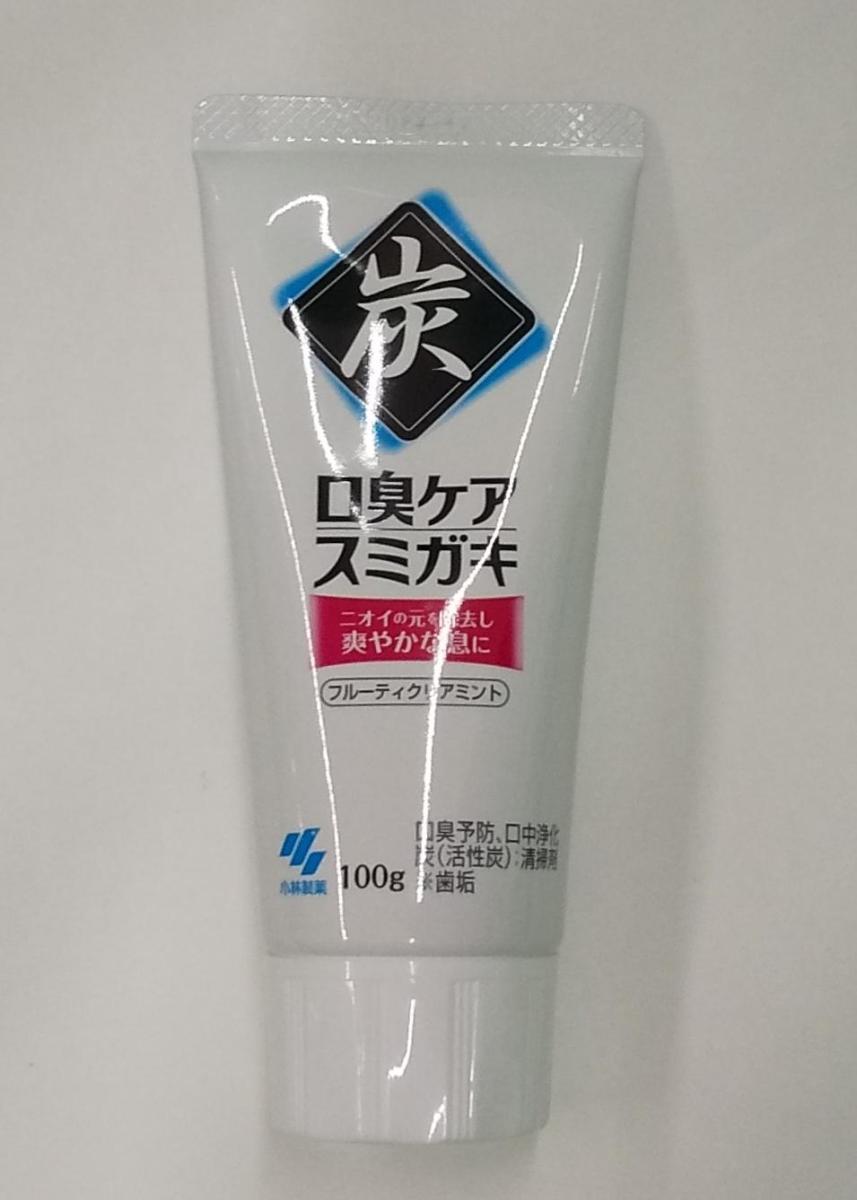 炭
口臭ケア
スミガキ
ニオイの元を除去し
爽やかな息に
フルーティクリアミント
小林製薬
100g
口臭予防、口中浄化
炭(活性炭):清掃剤
※歯垢